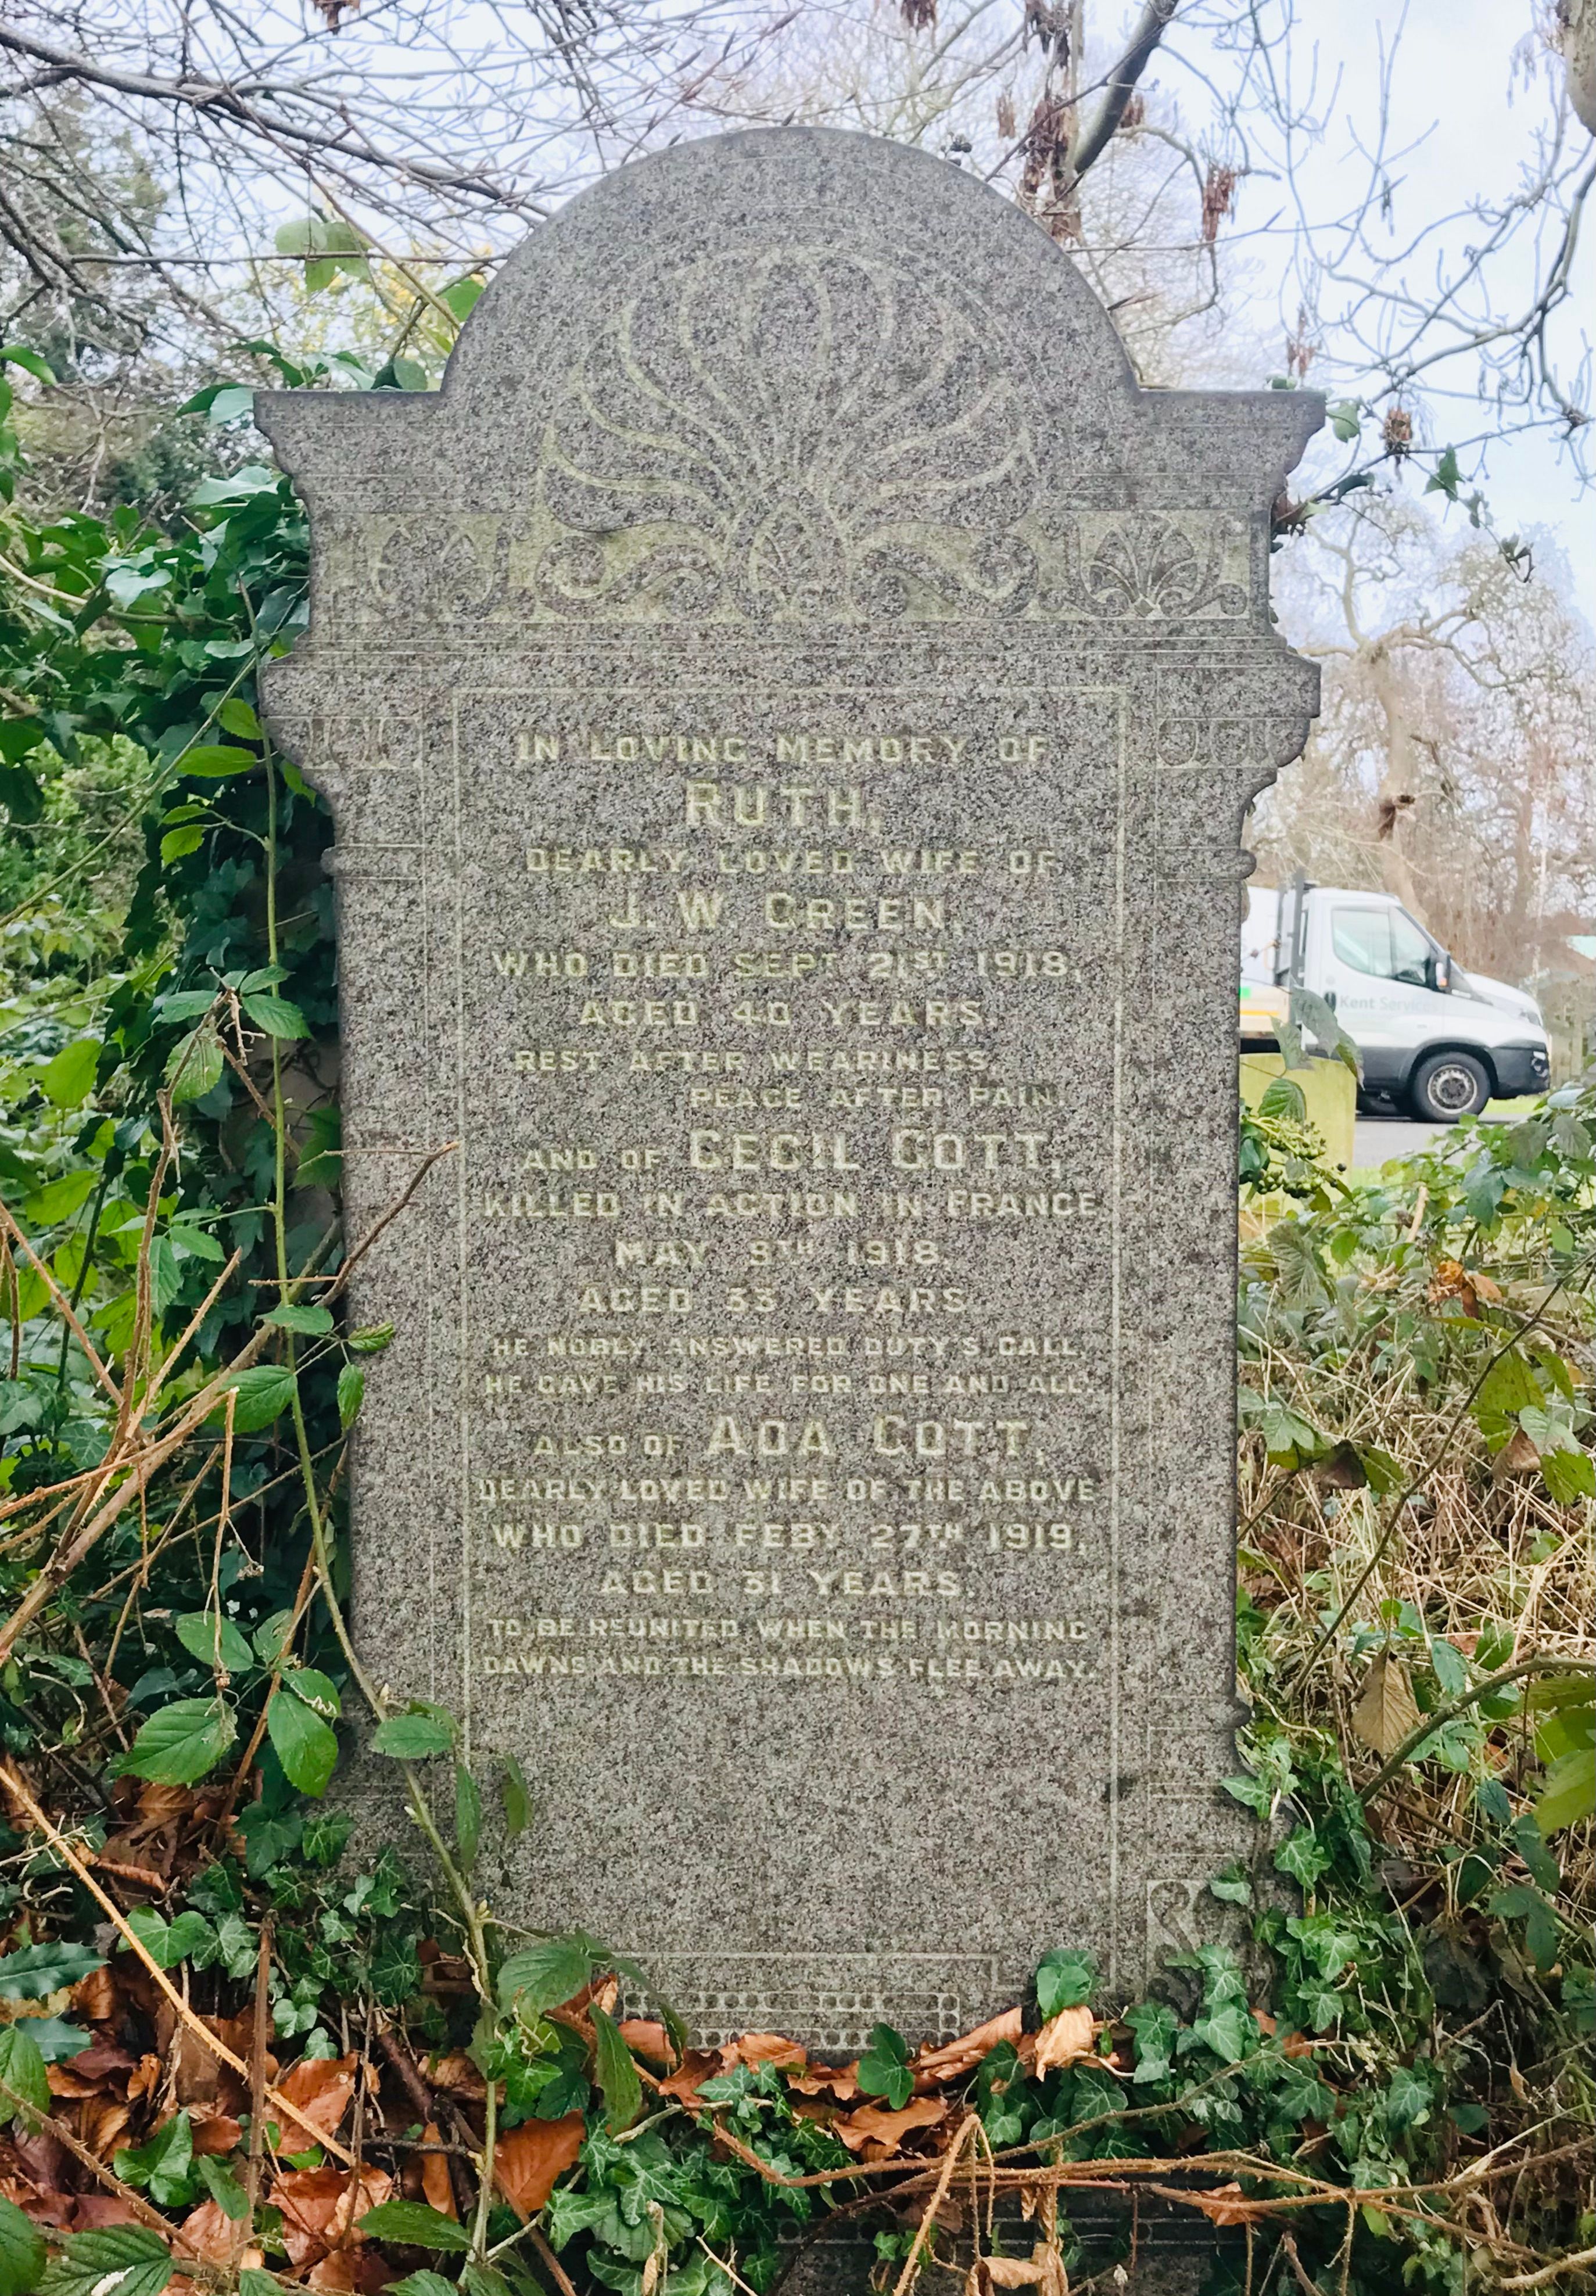 IN LOVING MEMORY OF
RUTH,
DEARLY LOVED WIFE OF
J. W. GREEN,
WHO DIED SEPT 21ST 1918,
AGED 40 YEARS.
REST AFTER WEARINESS,
PEACE AFTER PAIN.
AND OF CECIL COTT,
KILLED IN ACTION IN FRANCE
MAY 8TH 1918,
AGED 33 YEARS.
HE NOBLY ANSWERED DUTY'S CALL,
HE GAVE HIS LIFE FOR ONE AND ALL.
ALSO OF ADA COTT,
DEARLY LOVED WIFE OF THE ABOVE
WHO DIED FEBY 27TH 1919,
AGED 31 YEARS.
TO BE REUNITED WHEN THE MORNING
DAWNS AND THE SHADOWS FLEE AWAY.
Kent Services